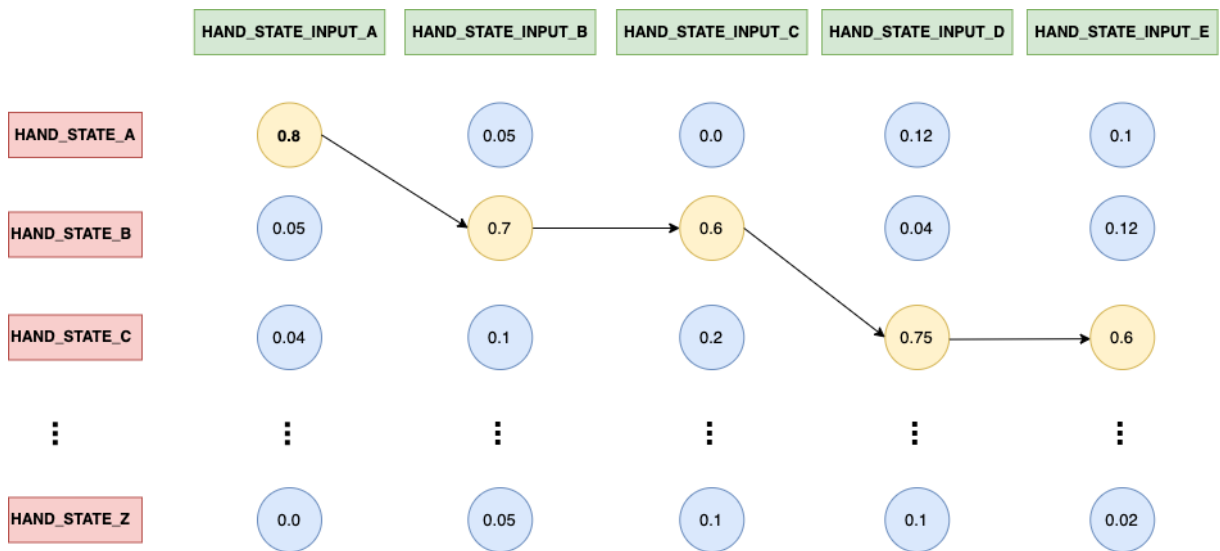 HAND_STATE_INPUT_A HAND_STATE_INPUT_B HAND_STATE_INPUT_C HAND_STATE_INPUT_D HAND_STATE_INPUT_E
HAND_STATE_A 0.8 0.05 0.0 0.12 0.1
HAND_STATE_B 0.05 0.7 0.6 0.04 0.12
HAND_STATE_C 0.04 0.1 0.2 0.75 0.6
⋮ ⋮ ⋮ ⋮ ⋮ ⋮
HAND_STATE_Z 0.0 0.05 0.1 0.1 0.02